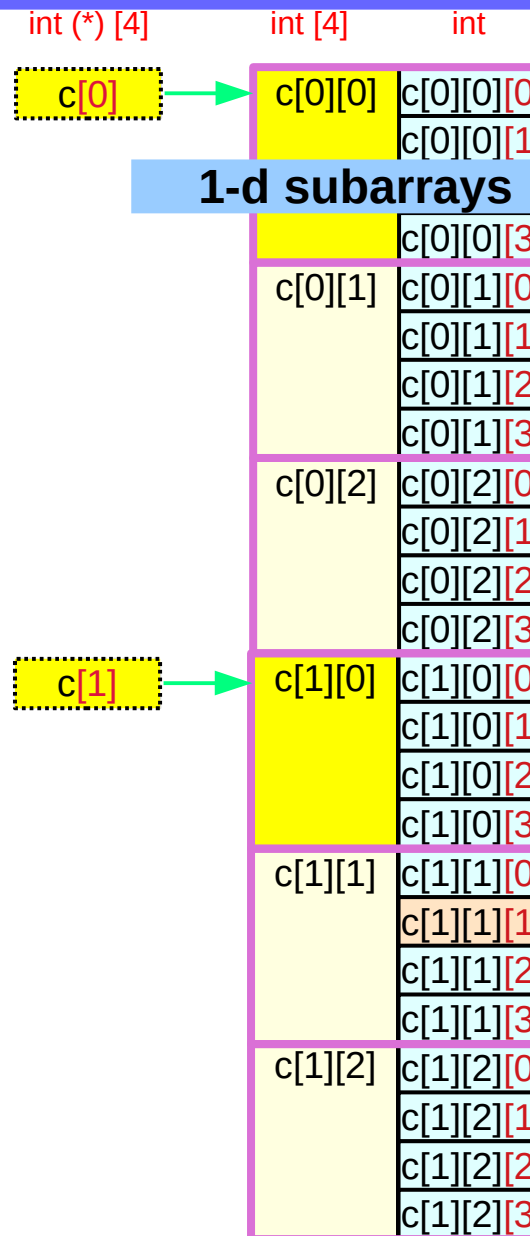 int (*) [4] int [4] int
c[0] c[0][0] c[0][0][0
c[0][0][1
1-d subarrays
c[0][0][3
c[0][1] c[0][1][0
c[0][1][1
c[0][1][2
c[0][1][3
c[0][2] c[0][2][0
c[0][2][1
c[0][2][2
c[0][2][3
c[1] c[1][0] c[1][0][0
c[1][0][1
c[1][0][2
c[1][0][3
c[1][1] c[1][1][0
c[1][1][1
c[1][1][2
c[1][1][3
c[1][2] c[1][2][0
c[1][2][1
c[1][2][2
c[1][2][3